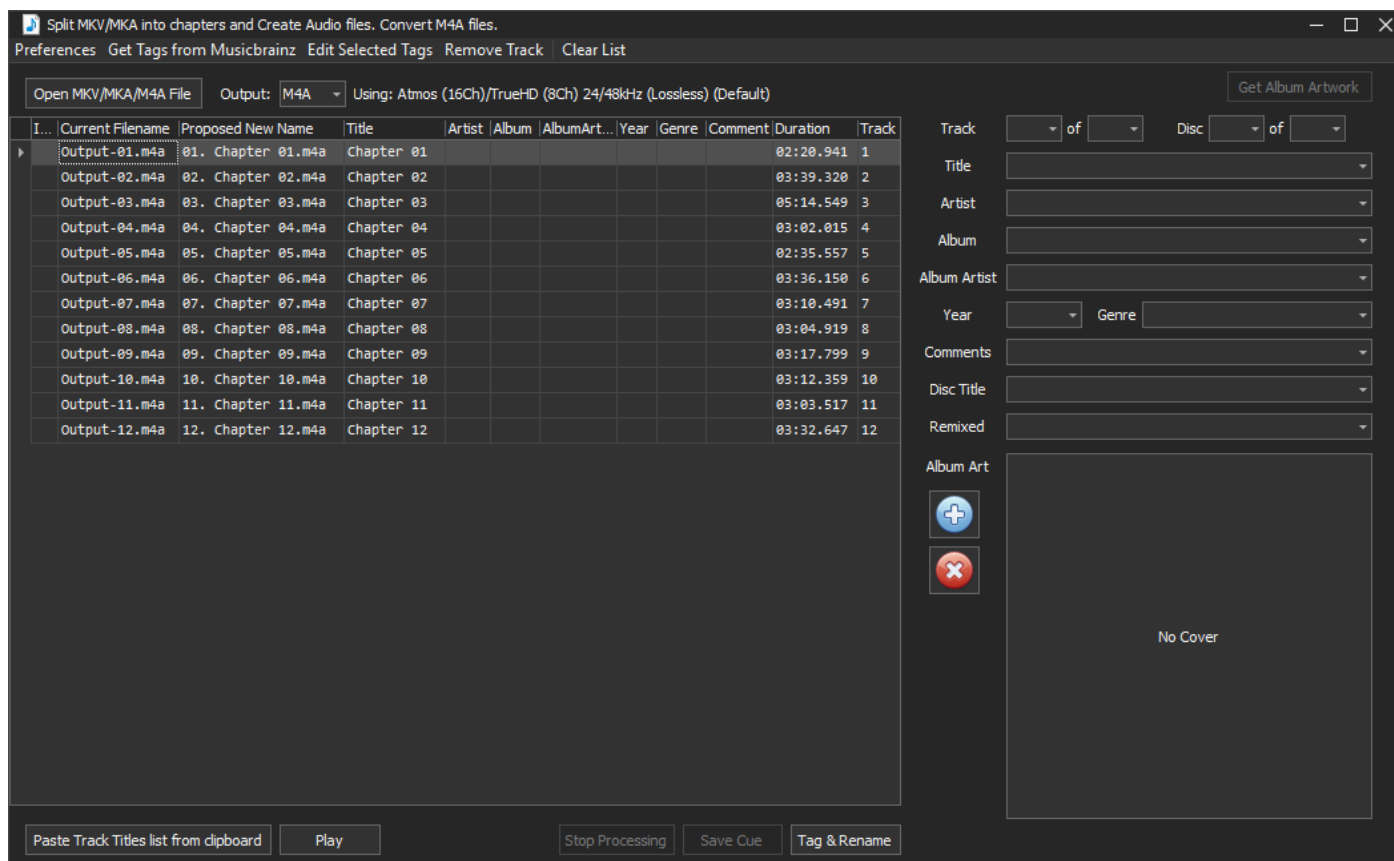 Split MKV/MKA into chapters and Create Audio files. Convert M4A files.
Preferences Get Tags from Musicbrainz Edit Selected Tags Remove Track Clear List
Open MKV/MKA/M4A File Output: M4A Using: Atmos (16Ch)/TrueHD (8Ch) 24/48kHz (Lossless) (Default) Get Album Artwork
I... Current Filename Proposed New Name Title Artist Album AlbumArt... Year Genre Comment Duration Track
Output-01.m4a 01. Chapter 01.m4a Chapter 01 02:20.941 1
Output-02.m4a 02. Chapter 02.m4a Chapter 02 03:39.320 2
Output-03.m4a 03. Chapter 03.m4a Chapter 03 05:14.549 3
Output-04.m4a 04. Chapter 04.m4a Chapter 04 03:02.015 4
Output-05.m4a 05. Chapter 05.m4a Chapter 05 02:35.557 5
Output-06.m4a 06. Chapter 06.m4a Chapter 06 03:36.150 6
Output-07.m4a 07. Chapter 07.m4a Chapter 07 03:10.491 7
Output-08.m4a 08. Chapter 08.m4a Chapter 08 03:04.919 8
Output-09.m4a 09. Chapter 09.m4a Chapter 09 03:17.799 9
Output-10.m4a 10. Chapter 10.m4a Chapter 10 03:12.359 10
Output-11.m4a 11. Chapter 11.m4a Chapter 11 03:03.517 11
Output-12.m4a 12. Chapter 12.m4a Chapter 12 03:32.647 12
Track of Disc of
Title
Artist
Album
Album Artist
Year Genre
Comments
Disc Title
Remixed
Album Art
No Cover
Paste Track Titles list from clipboard Play Stop Processing Save Cue Tag & Rename